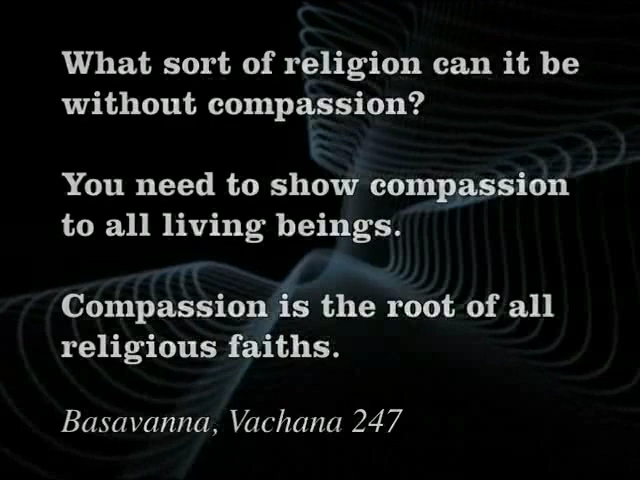 What sort of religion can it be
without compassion?
You need to show compassion
to all living beings.
Compassion is the root of all
religious faiths.
Basavanna, Vachana 247